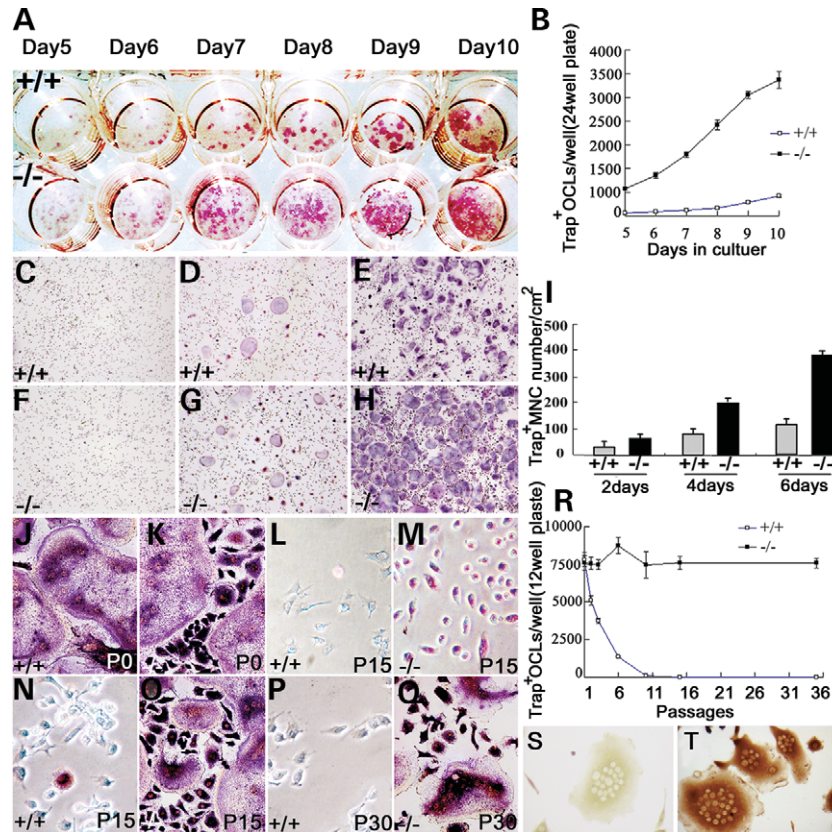 A
Day5 Day6 Day7 Day8 Day9 Day10
+/+
-/-
B
Trap+ OCLs/well(24well plate)
4000
3500
3000
2500
2000
1500
1000
500
0
+/+
-/-
5 6 7 8 9 10
Days in cultuer
C
+/+
D
+/+
E
+/+
F
-/-
G
-/-
H
-/-
I
Trap+MNC number/cm2
500
400
300
200
100
0
+/+ -/- +/+ -/- +/+ -/-
2days 4days 6days
J
+/+ P0
K
P0
L
+/+ P15
M
-/- P15
N
+/+ P15
O
P15
P
+/+ P30
Q
-/- P30
R
Trap+OCLs/well(12well plaste)
10000
7500
5000
2500
0
+/+
-/-
1 6 11 16 21 26 31 36
Passages
S
T